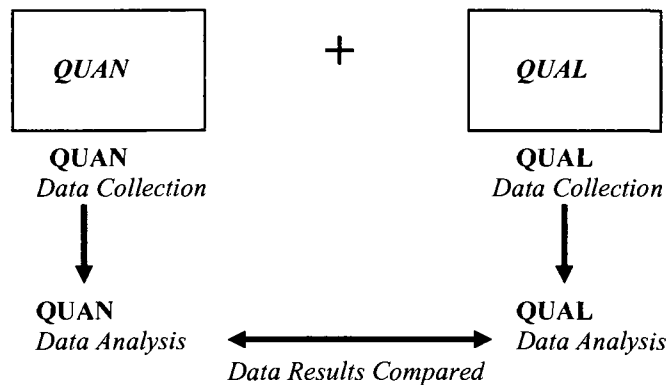 QUAN + QUAL
QUAN QUAL
Data Collection Data Collection
QUAN QUAL
Data Analysis Data Analysis
Data Results Compared